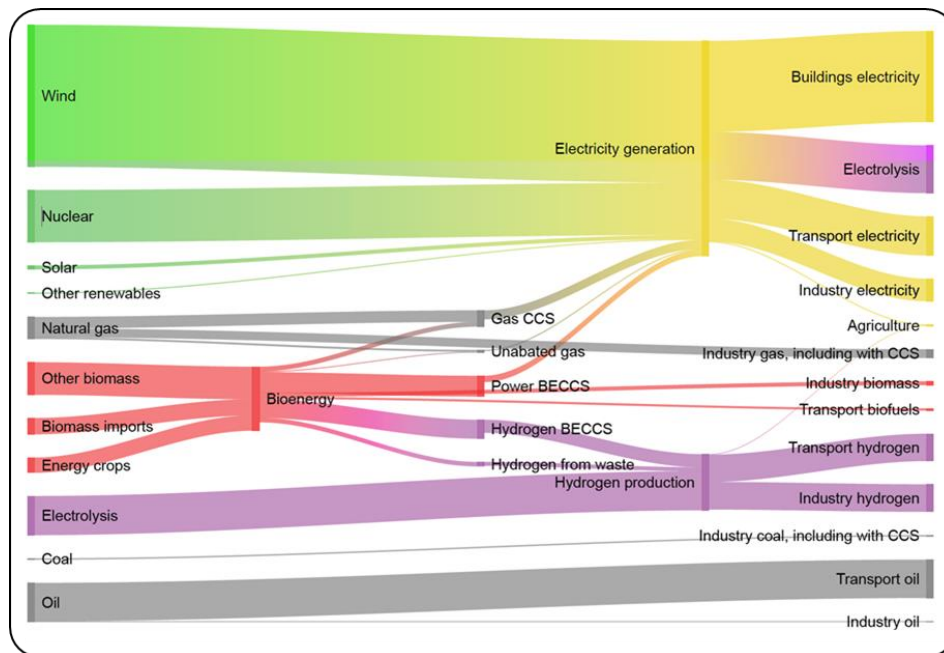 Wind
Nuclear
Solar
Other renewables
Natural gas
Other biomass
Biomass imports
Energy crops
Electrolysis
Coal
Oil
Bioenergy
Gas CCS
Unabated gas
Power BECCS
Hydrogen BECCS
Hydrogen from waste
Electricity generation
Hydrogen production
Buildings electricity
Electrolysis
Transport electricity
Industry electricity
Agriculture
Industry gas, including with CCS
Industry biomass
Transport biofuels
Transport hydrogen
Industry hydrogen
Industry coal, including with CCS
Transport oil
Industry oil